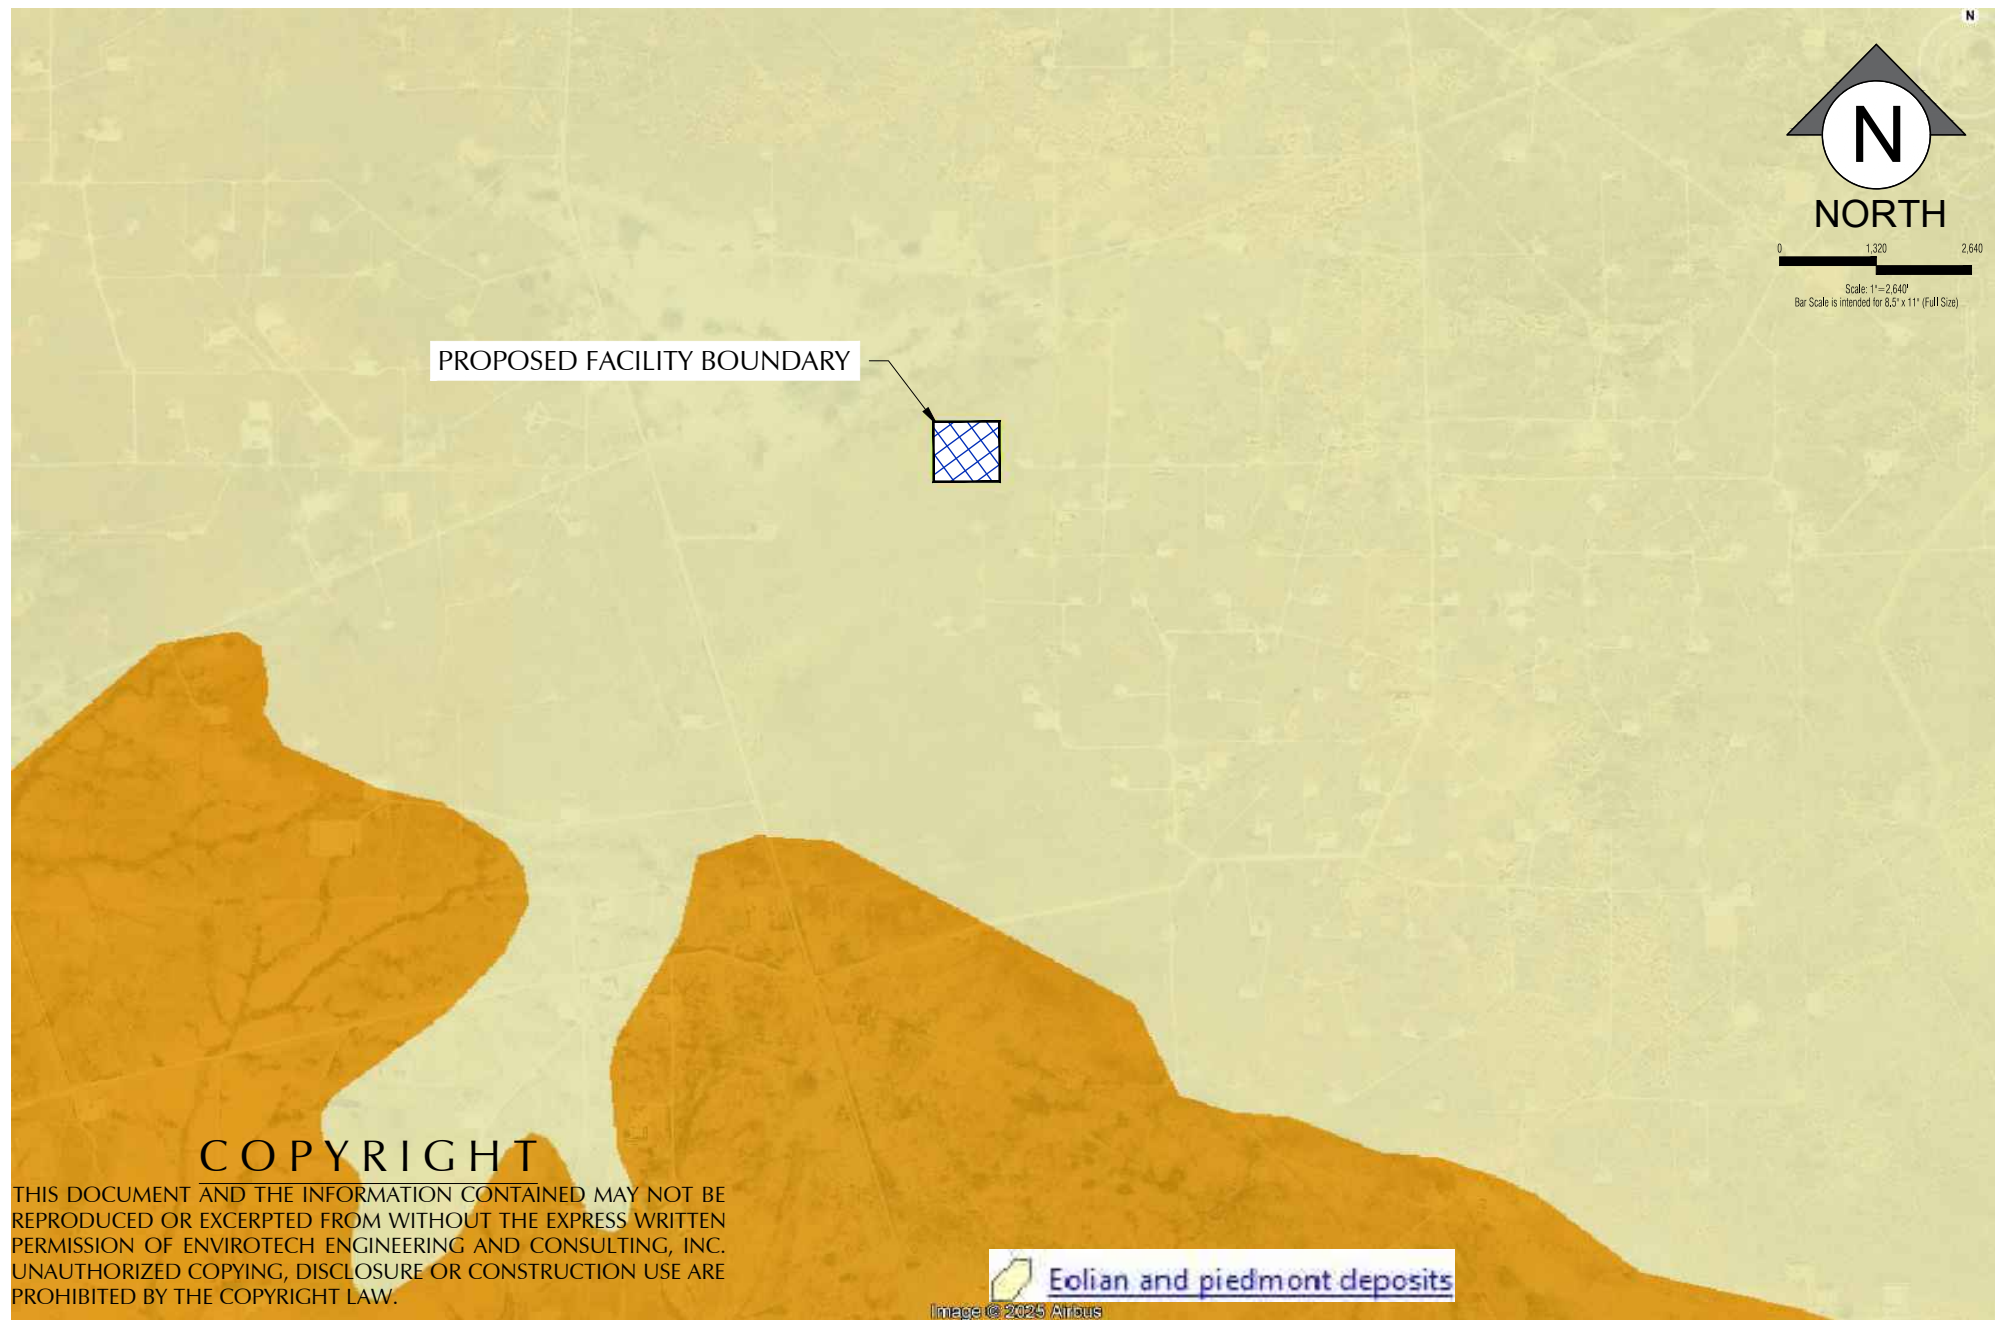 N
N
NORTH
0 1,320 2,640
Scale: 1"=2,640'
Bar Scale is intended for 8.5" x 11" (Full Size)
PROPOSED FACILITY BOUNDARY
COPYRIGHT
THIS DOCUMENT AND THE INFORMATION CONTAINED MAY NOT BE
REPRODUCED OR EXCERPTED FROM WITHOUT THE EXPRESS WRITTEN
PERMISSION OF ENVIROTECH ENGINEERING AND CONSULTING, INC.
UNAUTHORIZED COPYING, DISCLOSURE OR CONSTRUCTION USE ARE
PROHIBITED BY THE COPYRIGHT LAW.
Eolian and piedmont deposits
Image © 2025 Airbus